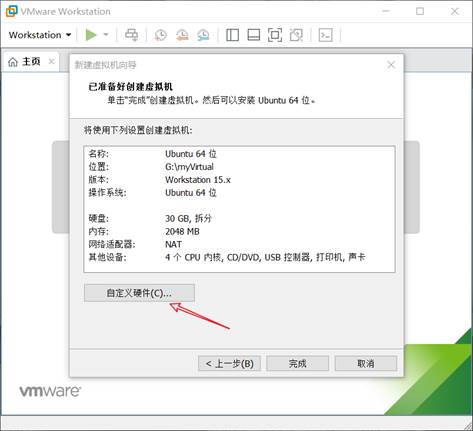 VMware Workstation
Workstation
主页
新建虚拟机向导
已准备好创建虚拟机
单击“完成”创建虚拟机。然后可以安装 Ubuntu 64 位。
将使用下列设置创建虚拟机:
名称: Ubuntu 64 位
位置: G:\myVirtual
版本: Workstation 15.x
操作系统: Ubuntu 64 位
硬盘: 30 GB, 拆分
内存: 2048 MB
网络适配器: NAT
其他设备: 4 个 CPU 内核, CD/DVD, USB 控制器, 打印机, 声卡
自定义硬件(C)...
< 上一步(B) 完成 取消
vmware